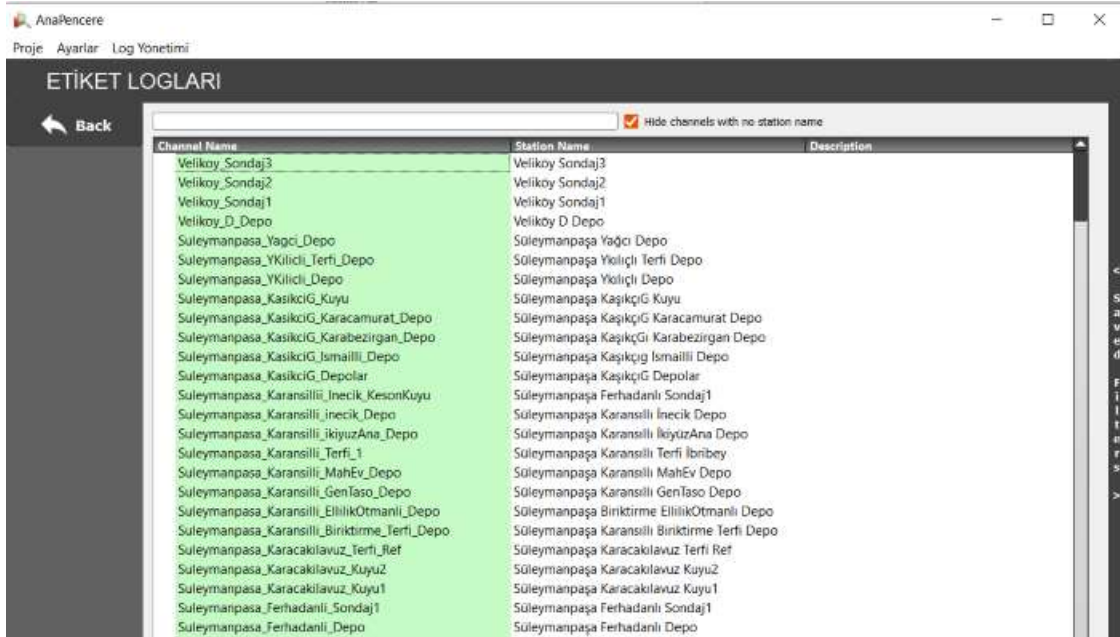 AnaPencere
Proje Ayarlar Log Yönetimi
ETİKET LOGLARI
Back
Hide channels with no station name
Channel Name Station Name Description
Velikoy_Sondaj3 Veliköy Sondaj3
Velikoy_Sondaj2 Veliköy Sondaj2
Velikoy_Sondaj1 Veliköy Sondaj1
Velikoy_D_Depo Veliköy D Depo
Suleymanpasa_Yagci_Depo Süleymanpaşa Yağcı Depo
Suleymanpasa_YKilicli_Terfi_Depo Süleymanpaşa Ykılıçlı Terfi Depo
Suleymanpasa_YKilicli_Depo Süleymanpaşa Ykılıçlı Depo
Suleymanpasa_KasikciG_Kuyu Süleymanpaşa KaşıkçıG Kuyu
Suleymanpasa_KasikciG_Karacamurat_Depo Süleymanpaşa KaşıkçıG Karacamurat Depo
Suleymanpasa_KasikciG_Karabezirgan_Depo Süleymanpaşa KaşıkçGı Karabezirgan Depo
Suleymanpasa_KasikciG_Ismailli_Depo Süleymanpaşa Kaşıkçıg Ismailli Depo
Suleymanpasa_KasikciG_Depolar Süleymanpaşa KaşıkçıG Depolar
Suleymanpasa_Karansillii_Inecik_KesonKuyu Süleymanpaşa Ferhadanlı Sondaj1
Suleymanpasa_Karansilli_inecik_Depo Süleymanpaşa Karansıllı İnecik Depo
Suleymanpasa_Karansilli_ikiyuzAna_Depo Süleymanpaşa Karansıllı İkiyüzAna Depo
Suleymanpasa_Karansilli_Terfi_1 Süleymanpaşa Karansıllı Terfi İbribey
Suleymanpasa_Karansilli_MahEv_Depo Süleymanpaşa Karansıllı MahEv Depo
Suleymanpasa_Karansilli_GenTaso_Depo Süleymanpaşa Karansıllı GenTaso Depo
Suleymanpasa_Karansilli_EllilikOtmanli_Depo Süleymanpaşa Biriktirme EllilikOtmanlı Depo
Suleymanpasa_Karansilli_Biriktirme_Terfi_Depo Süleymanpaşa Karansıllı Biriktirme Terfi Depo
Suleymanpasa_Karacakilavuz_Terfi_Ref Süleymanpaşa Karacakılavuz Terfi Ref
Suleymanpasa_Karacakilavuz_Kuyu2 Süleymanpaşa Karacakılavuz Kuyu2
Suleymanpasa_Karacakilavuz_Kuyu1 Süleymanpaşa Karacakılavuz Kuyu1
Suleymanpasa_Ferhadanli_Sondaj1 Süleymanpaşa Ferhadanlı Sondaj1
Suleymanpasa_Ferhadanli_Depo Süleymanpaşa Ferhadanlı Depo
< Saved Filters >